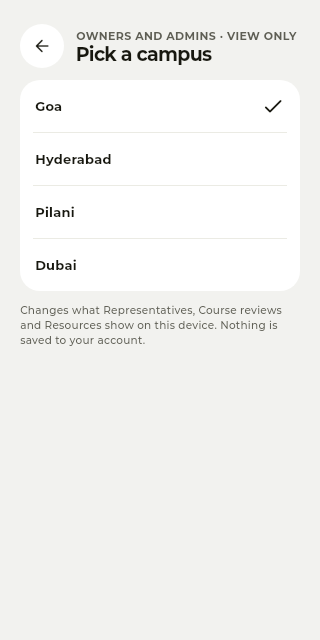 OWNERS AND ADMINS · VIEW ONLY
Pick a campus
Goa
Hyderabad
Pilani
Dubai
Changes what Representatives, Course reviews
and Resources show on this device. Nothing is
saved to your account.